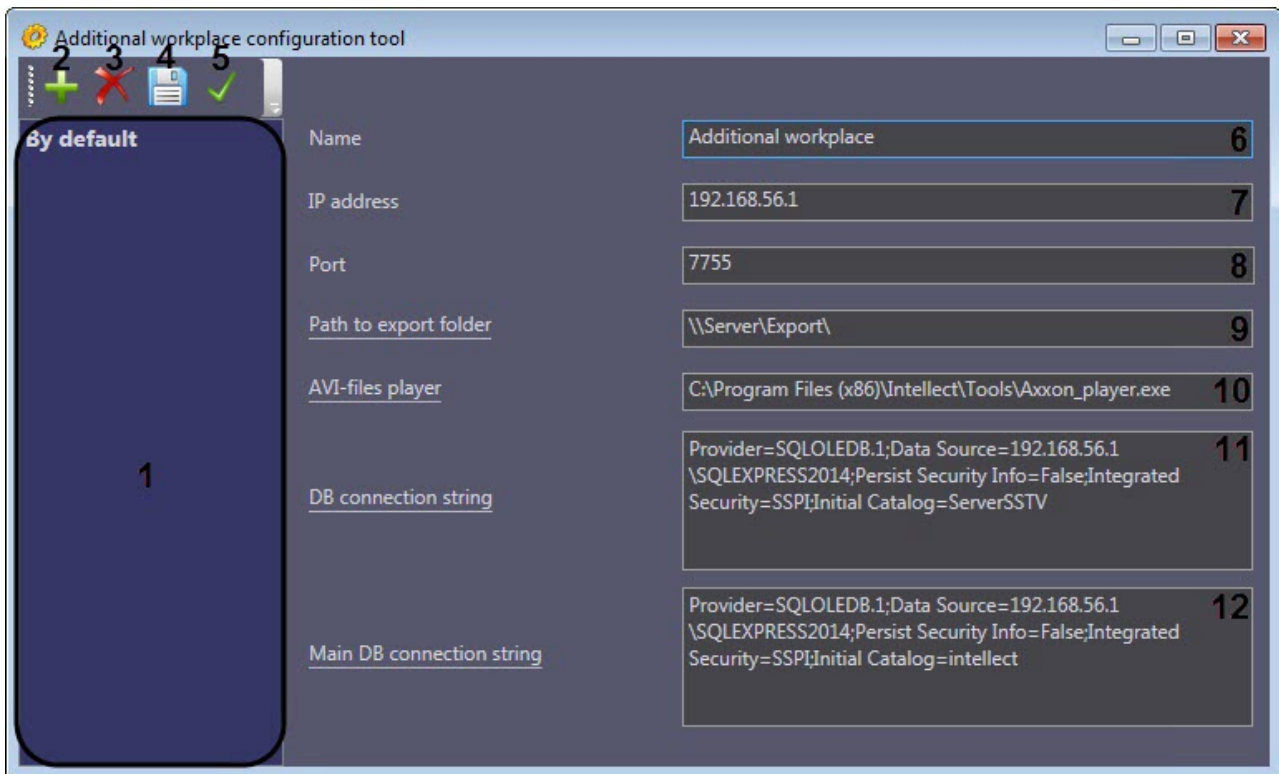 Additional workplace configuration tool
2 3 4 5
By default
1
Name
Additional workplace 6
IP address
192.168.56.1 7
Port
7755 8
Path to export folder
\\Server\Export\ 9
AVI-files player
C:\Program Files (x86)\Intellect\Tools\Axxon_player.exe 10
DB connection string
Provider=SQLOLEDB.1;Data Source=192.168.56.1 11
\SQLEXPRESS2014;Persist Security Info=False;Integrated
Security=SSPI;Initial Catalog=ServerSSTV
Main DB connection string
Provider=SQLOLEDB.1;Data Source=192.168.56.1 12
\SQLEXPRESS2014;Persist Security Info=False;Integrated
Security=SSPI;Initial Catalog=intellect